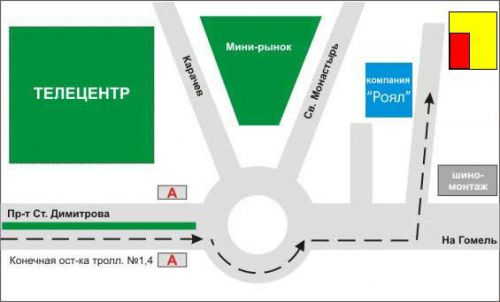 ТЕЛЕЦЕНТР
Карачев
Мини-рынок
Св. Монастырь
компания
"Роял"
шино-
монтаж
А
Пр-т Ст. Димитрова
На Гомель
Конечная ост-ка тролл. №1,4
А